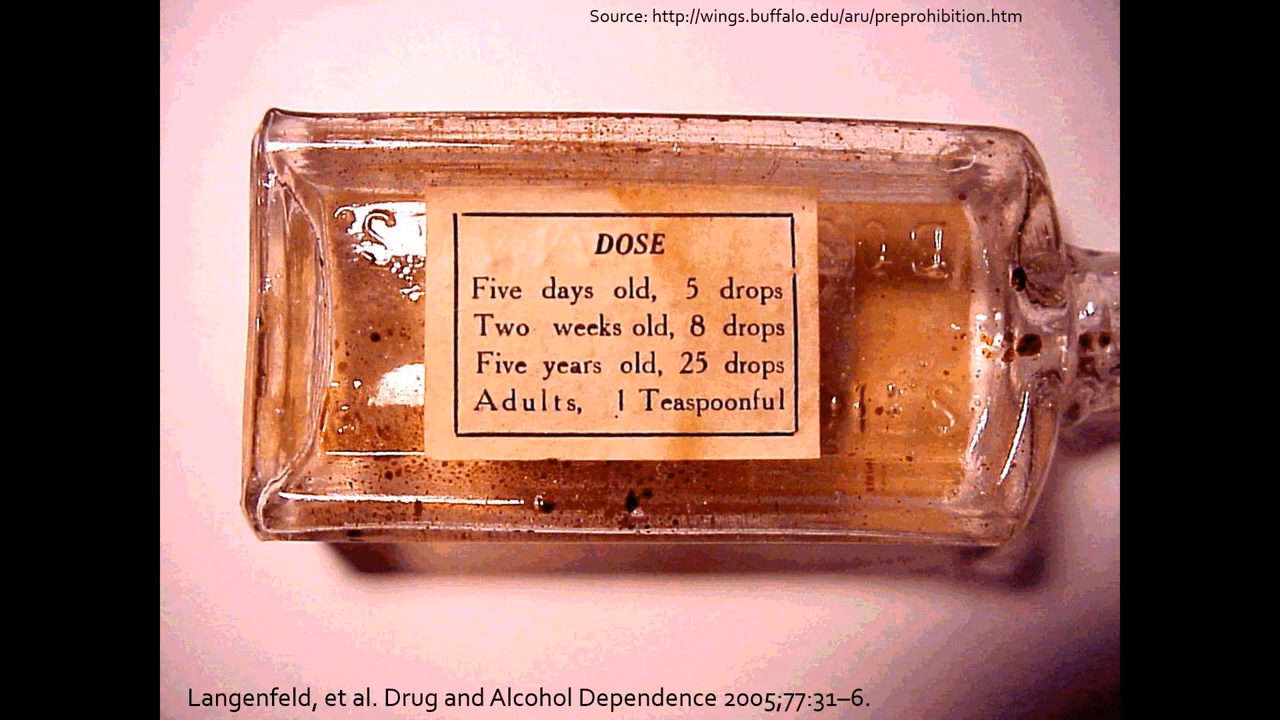 Source: http://wings.buffalo.edu/aru/preprohibition.htm
DOSE
Five days old, 5 drops
Two weeks old, 8 drops
Five years old, 25 drops
Adults, 1 Teaspoonful
Langenfeld, et al. Drug and Alcohol Dependence 2005;77:31–6.